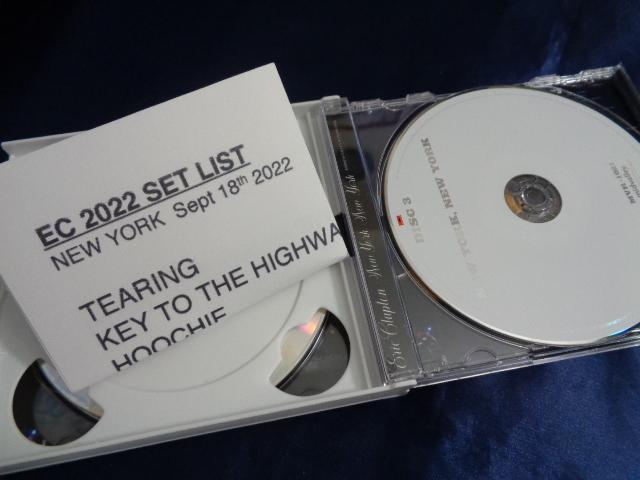 EC 2022 SET LIST
NEW YORK Sept 18th 2022
TEARING
KEY TO THE HIGHWA
HOOCHIE
Eric Clapton New York New York
NEW YORK, NEW YORK
DISC 3